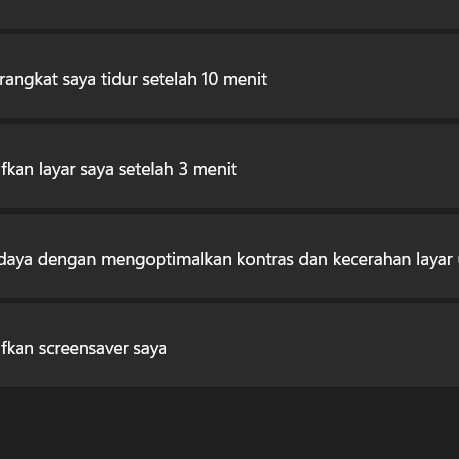 rangkat saya tidur setelah 10 menit
fkan layar saya setelah 3 menit
daya dengan mengoptimalkan kontras dan kecerahan layar
fkan screensaver saya